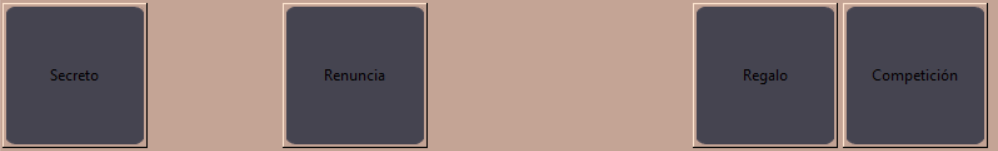 Secreto
Renuncia
Regalo
Competición